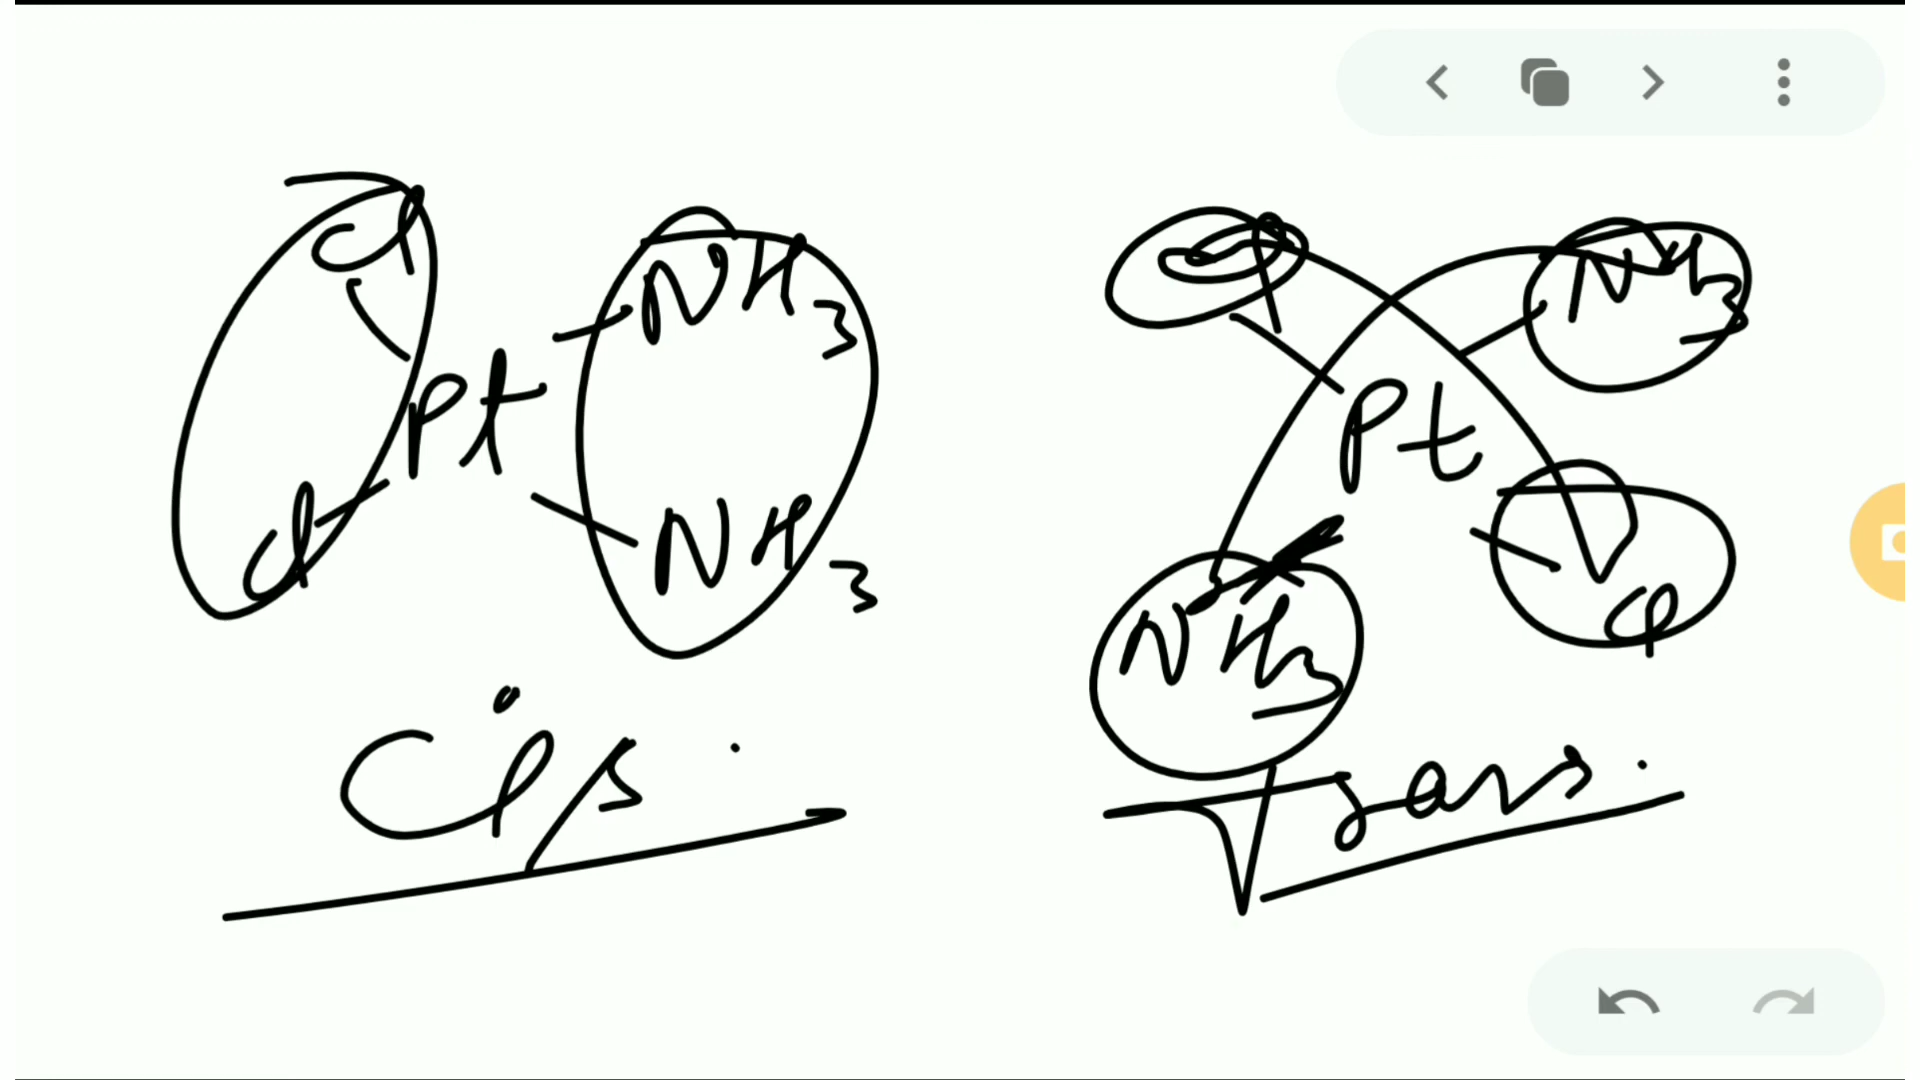 Cl NH3
Pt
Cl NH3
Cis
Cl NH3
Pt
NH3 Cl
Trans.